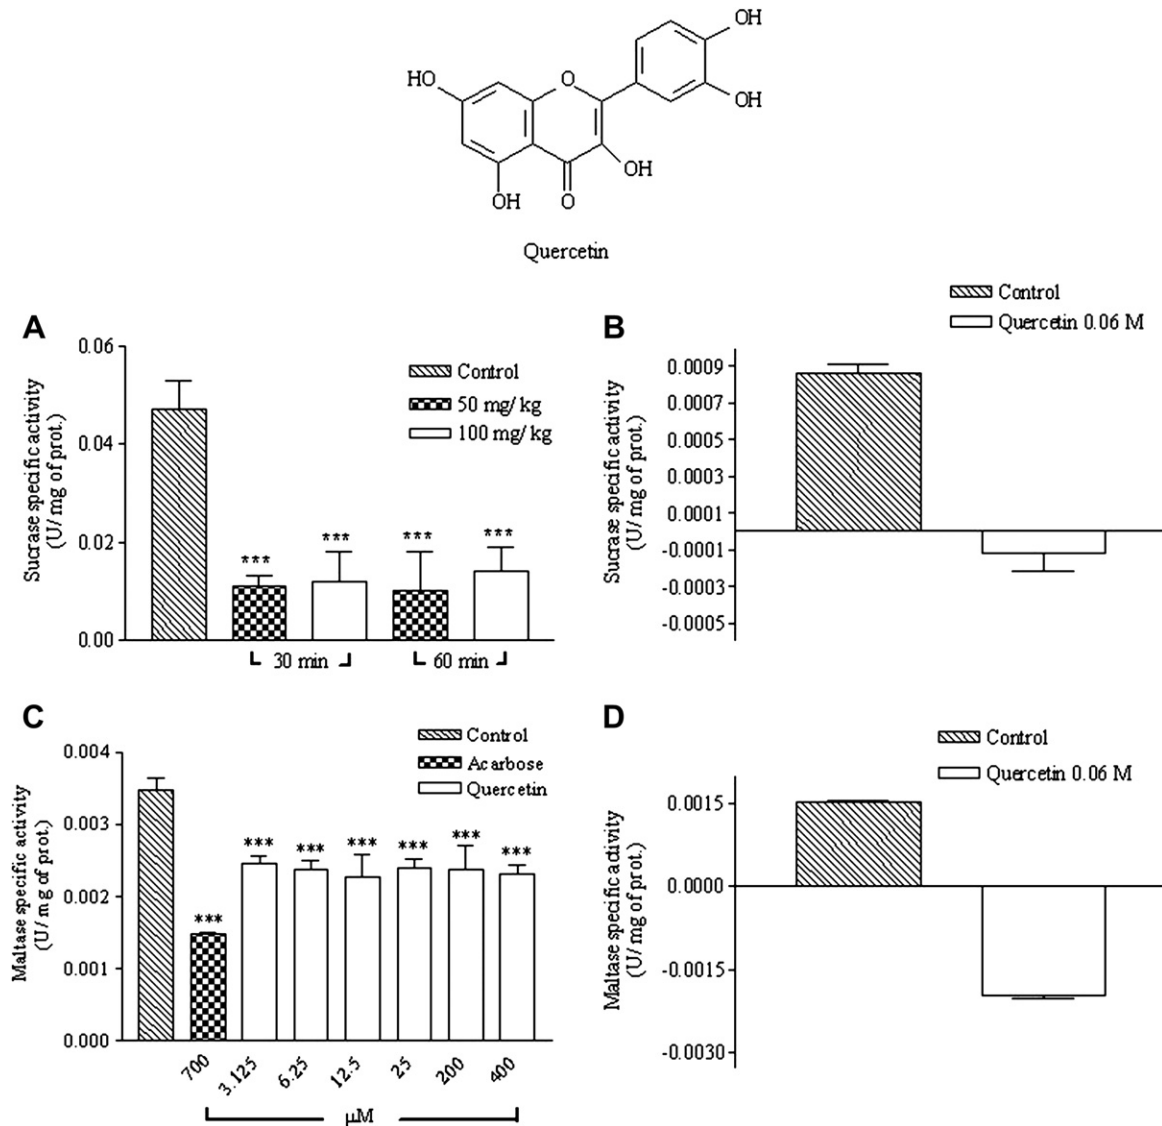 OH
HO
O
OH
OH
OH
O
Quercetin
A
Sucrase specific activity
(U/ mg of prot.)
0.06
0.04
0.02
0.00
Control
50 mg/ kg
100 mg/ kg
***
***
***
***
30 min
60 min
B
Control
Quercetin 0.06 M
Sucrase specific activity
(U/ mg of prot.)
0.0009
0.0007
0.0005
0.0003
0.0001
-0.0001
-0.0003
-0.0005
C
Maltase specific activity
(U/ mg of prot.)
0.004
0.003
0.002
0.001
0.000
Control
Acarbose
Quercetin
***
***
***
***
***
***
***
700
3.125
6.25
12.5
25
200
400
μM
D
Control
Quercetin 0.06 M
Maltase specific activity
(U/ mg of prot.)
0.0015
0.0000
-0.0015
-0.0030